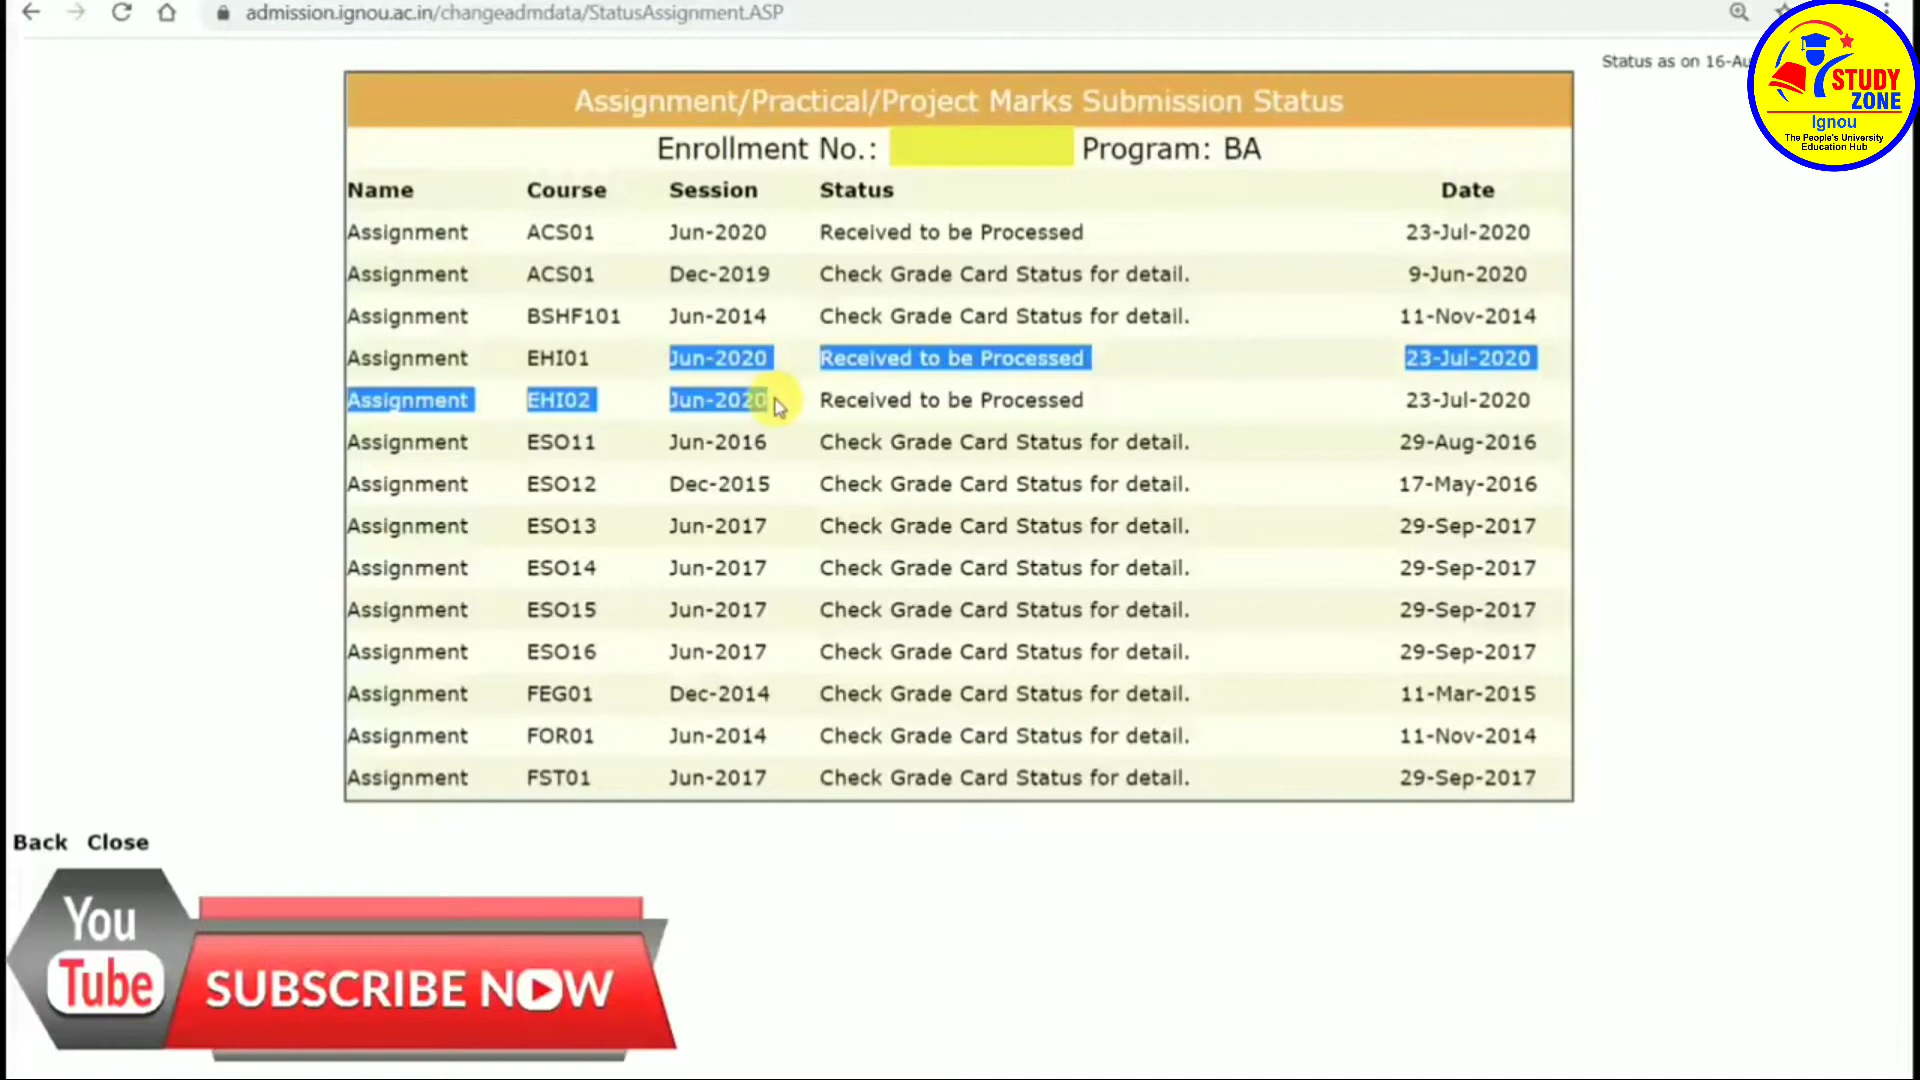 admission.ignou.ac.in/changeadmdata/StatusAssignment.ASP
Status as on 16-Au
STUDY
ZONE
Ignou
The People's University
Education Hub
Assignment/Practical/Project Marks Submission Status
Enrollment No.: Program: BA
Name Course Session Status Date
Assignment ACS01 Jun-2020 Received to be Processed 23-Jul-2020
Assignment ACS01 Dec-2019 Check Grade Card Status for detail. 9-Jun-2020
Assignment BSHF101 Jun-2014 Check Grade Card Status for detail. 11-Nov-2014
Assignment EHI01 Jun-2020 Received to be Processed 23-Jul-2020
Assignment EHI02 Jun-2020 Received to be Processed 23-Jul-2020
Assignment ESO11 Jun-2016 Check Grade Card Status for detail. 29-Aug-2016
Assignment ESO12 Dec-2015 Check Grade Card Status for detail. 17-May-2016
Assignment ESO13 Jun-2017 Check Grade Card Status for detail. 29-Sep-2017
Assignment ESO14 Jun-2017 Check Grade Card Status for detail. 29-Sep-2017
Assignment ESO15 Jun-2017 Check Grade Card Status for detail. 29-Sep-2017
Assignment ESO16 Jun-2017 Check Grade Card Status for detail. 29-Sep-2017
Assignment FEG01 Dec-2014 Check Grade Card Status for detail. 11-Mar-2015
Assignment FOR01 Jun-2014 Check Grade Card Status for detail. 11-Nov-2014
Assignment FST01 Jun-2017 Check Grade Card Status for detail. 29-Sep-2017
Back Close
You
Tube
SUBSCRIBE NOW